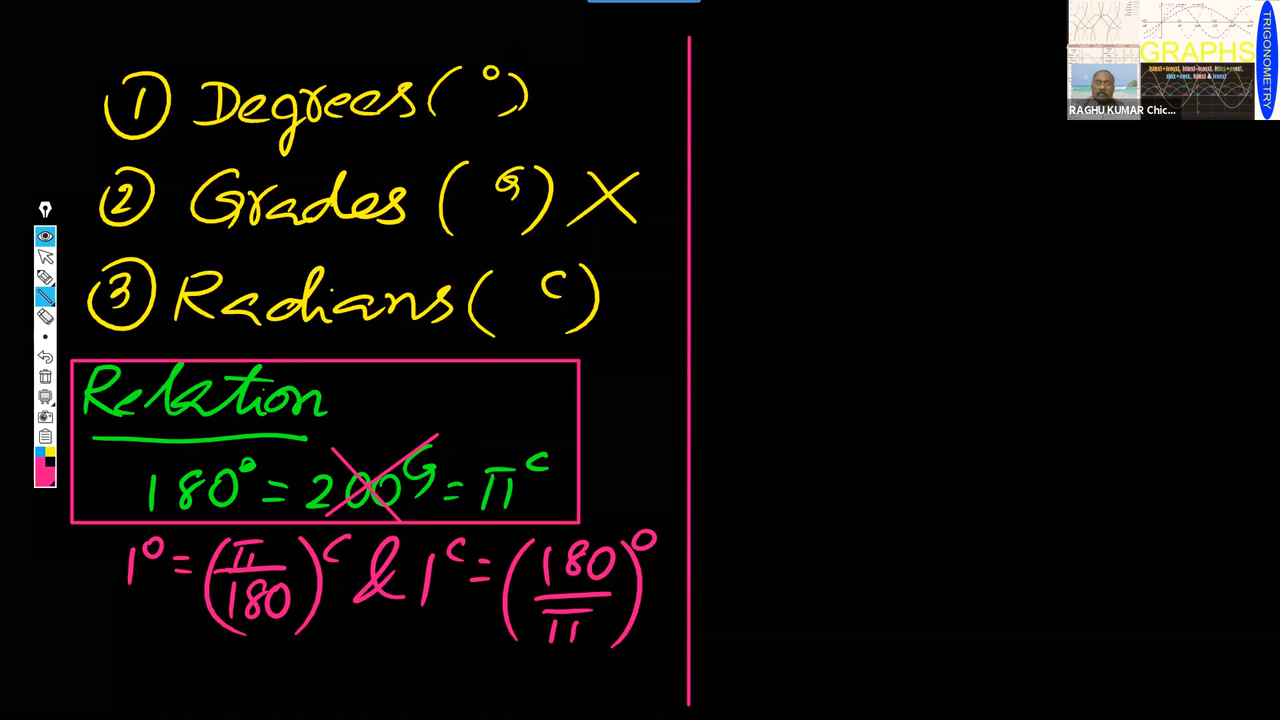 ① Degrees ( ° )
② Grades ( G ) X
③ Radians ( c )
Relation
180° = 200ᴳ = πᶜ
1° = (π/180)ᶜ & 1ᶜ = (180/π)°
GRAPHS
TRIGONOMETRY
RAGHU KUMAR Chic...